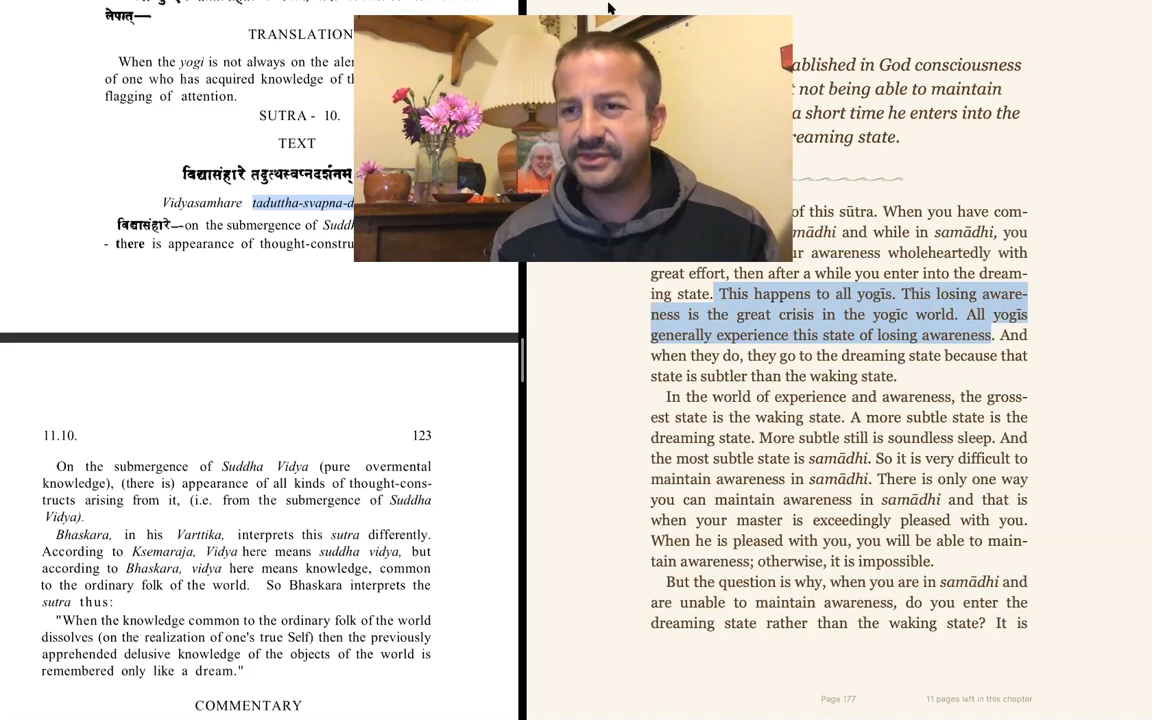 लेपात्—
TRANSLATION
When the yogi is not always on the aler
of one who has acquired knowledge of th
flagging of attention.
SUTRA - 10.
TEXT
विद्यासंहारे तदुत्थस्वप्नदर्शनम्
Vidyasamhare taduttha-svapna-d
विद्यासंहारे—on the submergence of Suddh
- there is appearance of thought-constru
11.10. 123
On the submergence of Suddha Vidya (pure overmental
knowledge), (there is) appearance of all kinds of thought-cons-
tructs arising from it, (i.e. from the submergence of Suddha
Vidya).
Bhaskara, in his Varttika, interprets this sutra differently.
According to Ksemaraja, Vidya here means suddha vidya, but
according to Bhaskara, vidya here means knowledge, common
to the ordinary folk of the world. So Bhaskara interprets the
sutra thus:
"When the knowledge common to the ordinary folk of the world
dissolves (on the realization of one's true Self) then the previously
apprehended delusive knowledge of the objects of the world is
remembered only like a dream."
COMMENTARY
ablished in God consciousness
t not being able to maintain
a short time he enters into the
reaming state.
of this sūtra. When you have com-
mādhi and while in samādhi, you
ur awareness wholeheartedly with
great effort, then after a while you enter into the dream-
ing state. This happens to all yogīs. This losing aware-
ness is the great crisis in the yogīc world. All yogīs
generally experience this state of losing awareness. And
when they do, they go to the dreaming state because that
state is subtler than the waking state.
In the world of experience and awareness, the gross-
est state is the waking state. A more subtle state is the
dreaming state. More subtle still is soundless sleep. And
the most subtle state is samādhi. So it is very difficult to
maintain awareness in samādhi. There is only one way
you can maintain awareness in samādhi and that is
when your master is exceedingly pleased with you.
When he is pleased with you, you will be able to main-
tain awareness; otherwise, it is impossible.
But the question is why, when you are in samādhi and
are unable to maintain awareness, do you enter the
dreaming state rather than the waking state? It is
Page 177 11 pages left in this chapter